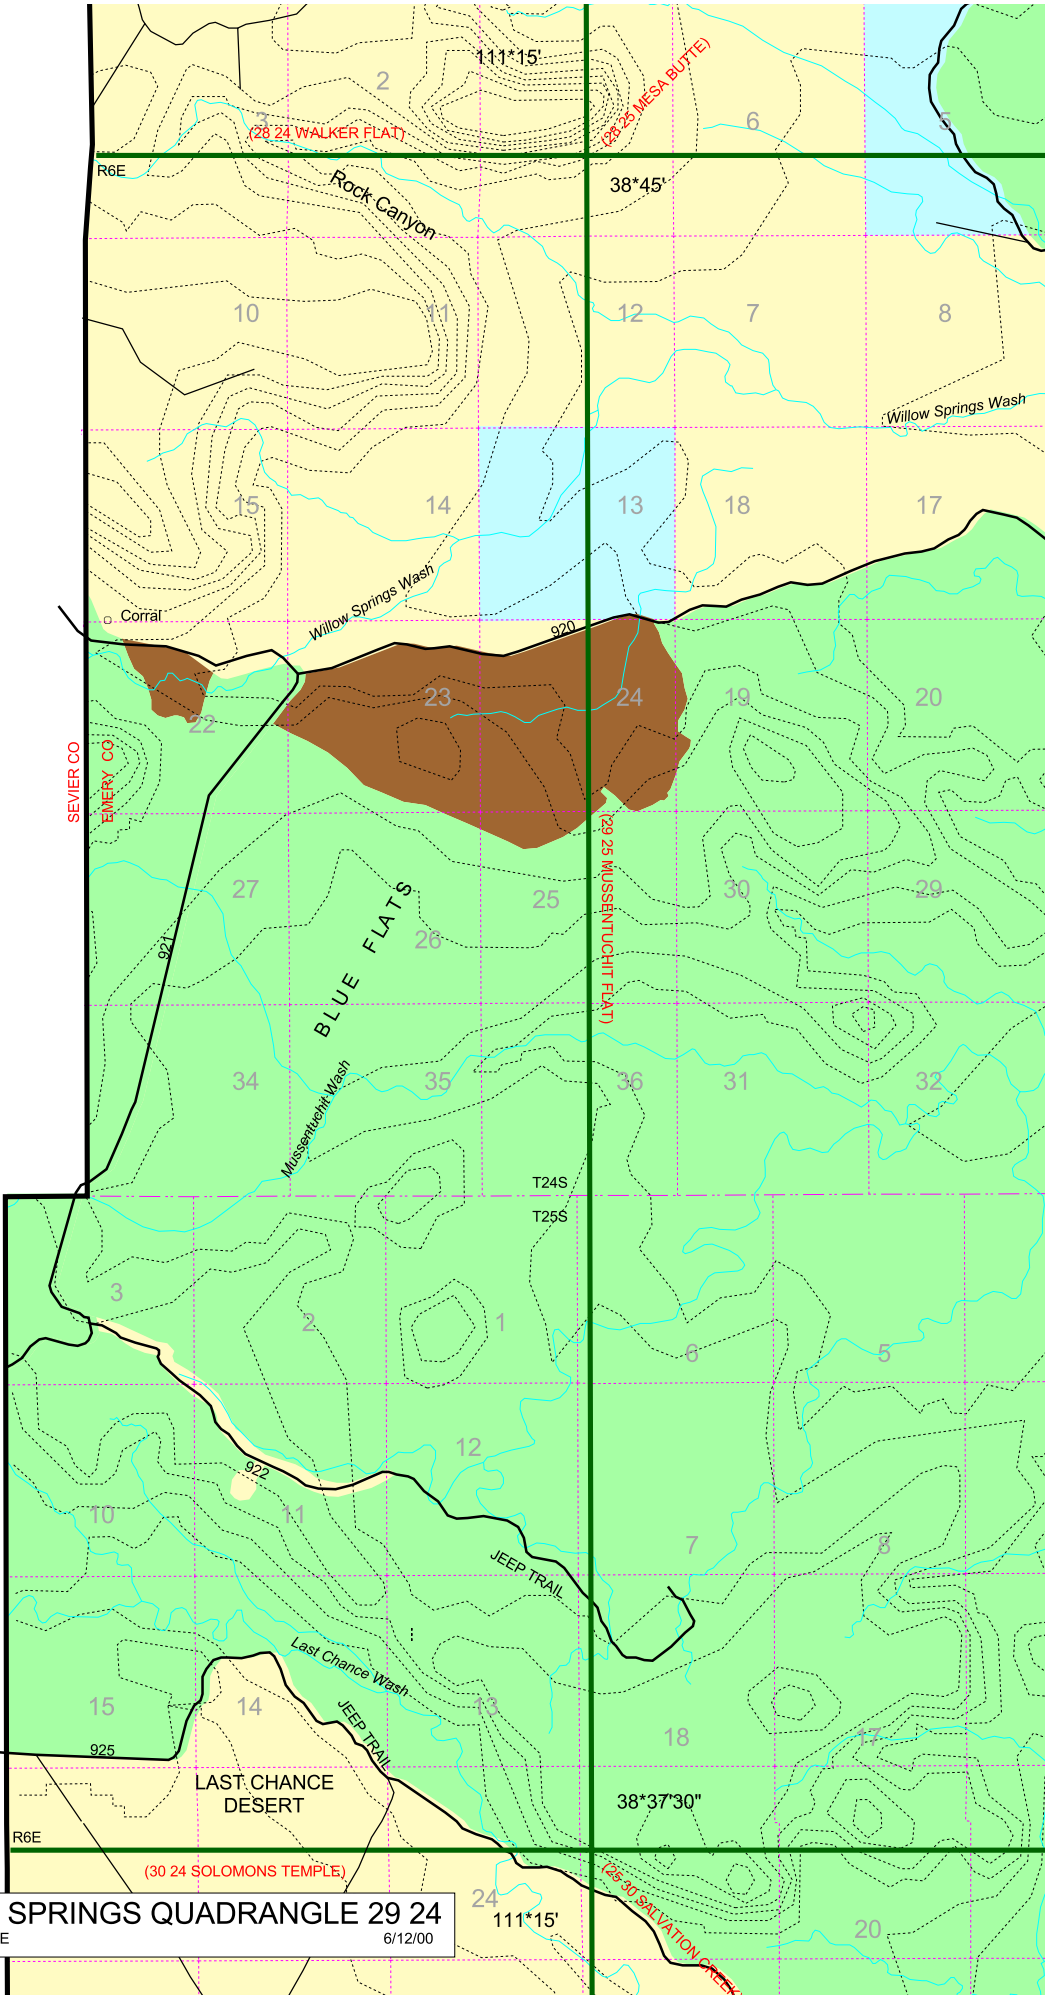 111*15'
2
3
6
5
(28 24 WALKER FLAT)
(28 25 MESA BUTTE)
R6E
38*45'
Rock Canyon
10
11
12
7
8
Willow Springs Wash
15
14
13
18
17
Corral
Willow Springs Wash
920
22
23
24
19
20
SEVIER CO
EMERY CO
(29 25 MUSSENTUCHIT FLAT)
27
25
30
29
26
BLUE FLATS
921
34
35
36
31
32
Mussentuchit Wash
T24S
T25S
3
2
1
6
5
12
922
10
11
7
8
JEEP TRAIL
Last Chance Wash
15
14
13
18
17
JEEP TRAIL
925
LAST CHANCE
DESERT
38*37'30"
R6E
(30 24 SOLOMONS TEMPLE)
(25 30 SALVATION CREEK
24
SPRINGS QUADRANGLE 29 24
E
6/12/00
111*15'
20